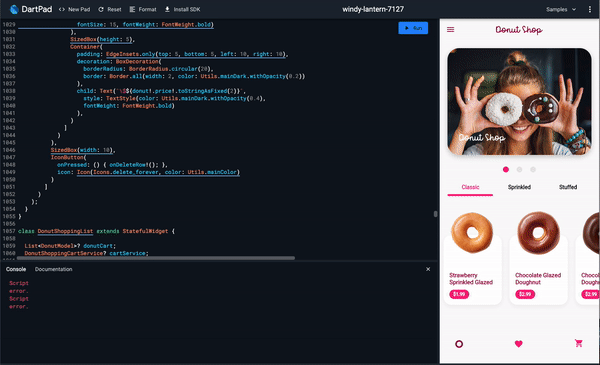 DartPad
New Pad
Reset
Format
Install SDK
windy-lantern-7127
Samples
1029 fontSize: 15, fontWeight: FontWeight.bold)
1030 ),
1031 SizedBox(height: 5),
1032 Container(
1033 padding: EdgeInsets.only(top: 5, bottom: 5, left: 10, right: 10),
1034 decoration: BoxDecoration(
1035 borderRadius: BorderRadius.circular(20),
1036 border: Border.all(width: 2, color: Utils.mainDark.withOpacity(0.2))
1037 ),
1038 child: Text('\$${donut!.price!.toStringAsFixed(2)}',
1039 style: TextStyle(color: Utils.mainDark.withOpacity(0.4),
1040 fontWeight: FontWeight.bold)
1041 ),
1042 )
1043 ]
1044 )
1045 ),
1046 SizedBox(width: 10),
1047 IconButton(
1048 onPressed: () { onDeleteRow!(); },
1049 icon: Icon(Icons.delete_forever, color: Utils.mainColor)
1050 )
1051 ]
1052 )
1053 );
1054 }
1055 }
1056
1057 class DonutShoppingList extends StatefulWidget {
1058
1059 List<DonutModel>? donutCart;
1060 DonutShoppingCartService? cartService;
Run
Console
Documentation
Script
error.
Script
error.
Donut Shop
Donut Shop
Classic
Sprinkled
Stuffed
Strawberry
Sprinkled Glazed
$1.99
Chocolate Glazed
Doughnut
$2.99
Choco
Dough
$2.99